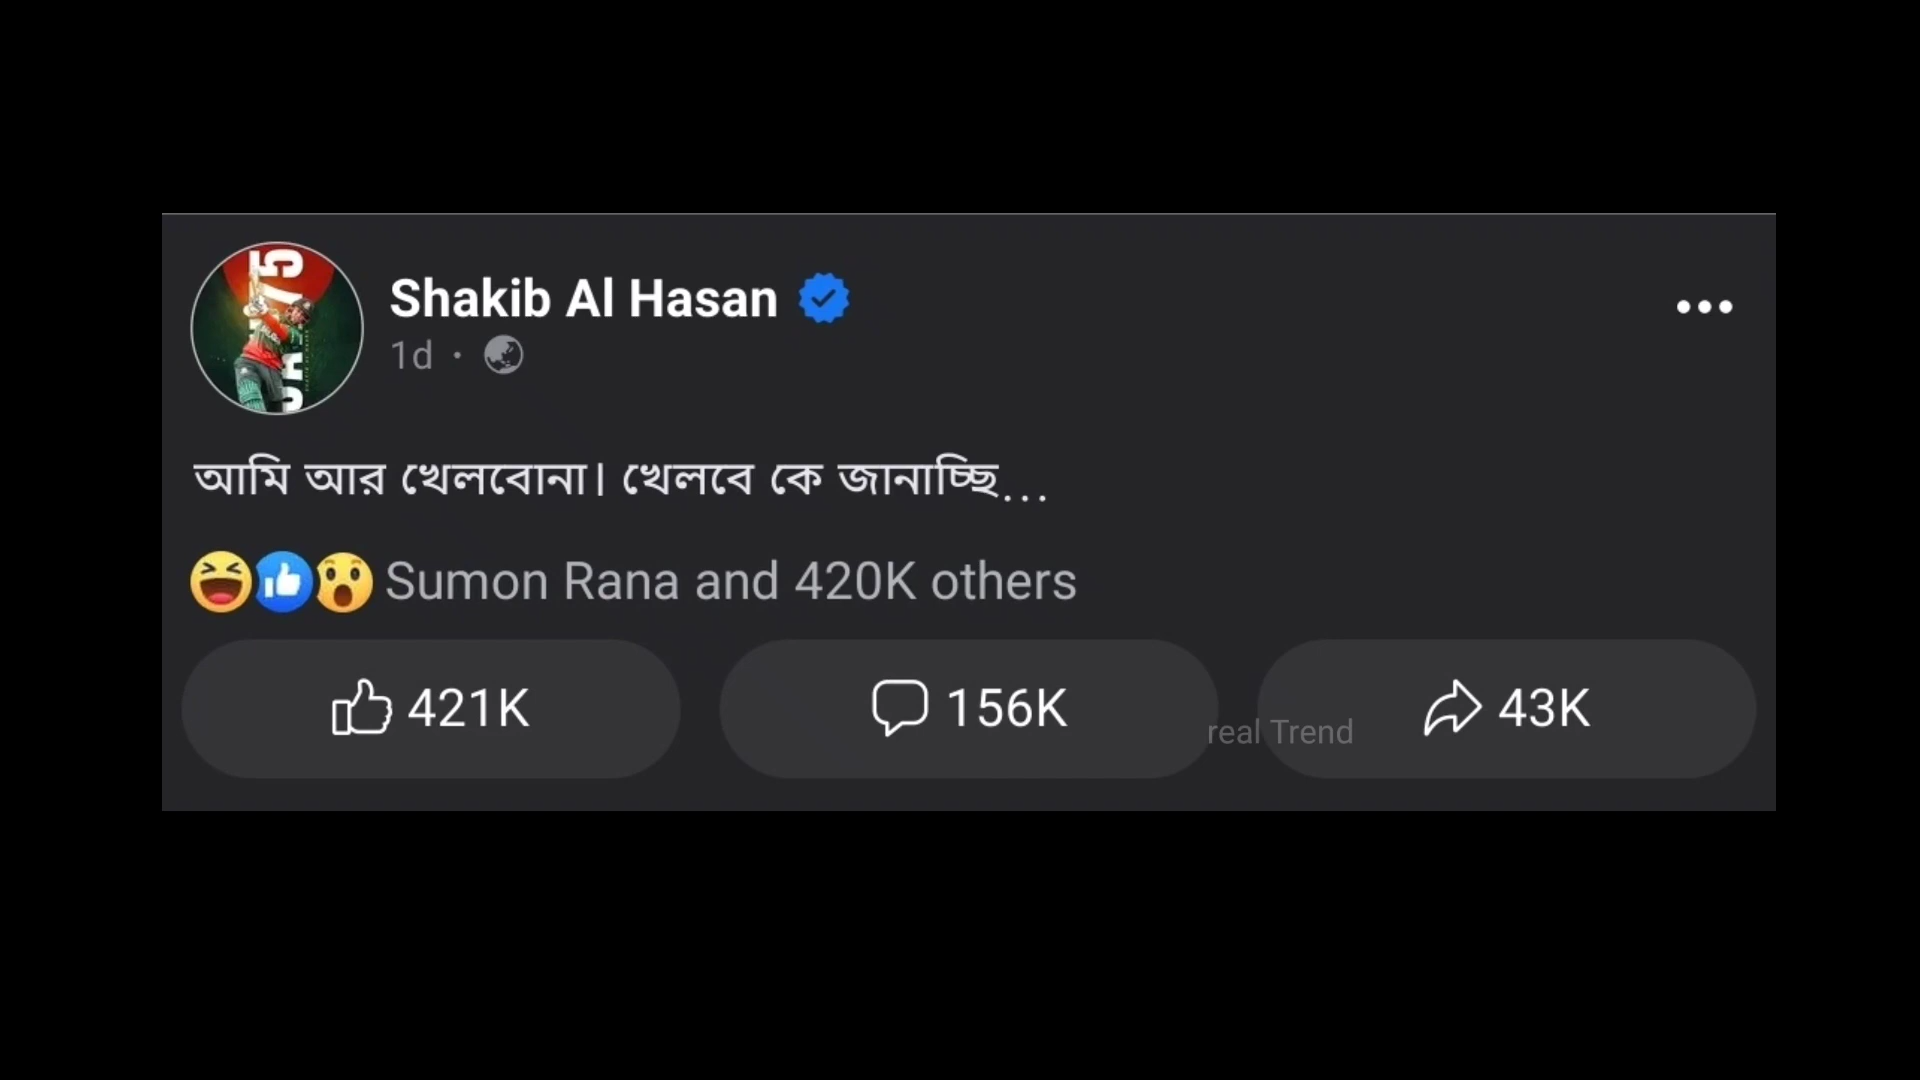 Shakib Al Hasan
1d ·
আমি আর খেলবোনা। খেলবে কে জানাচ্ছি...
Sumon Rana and 420K others
421K
156K
43K
real Trend